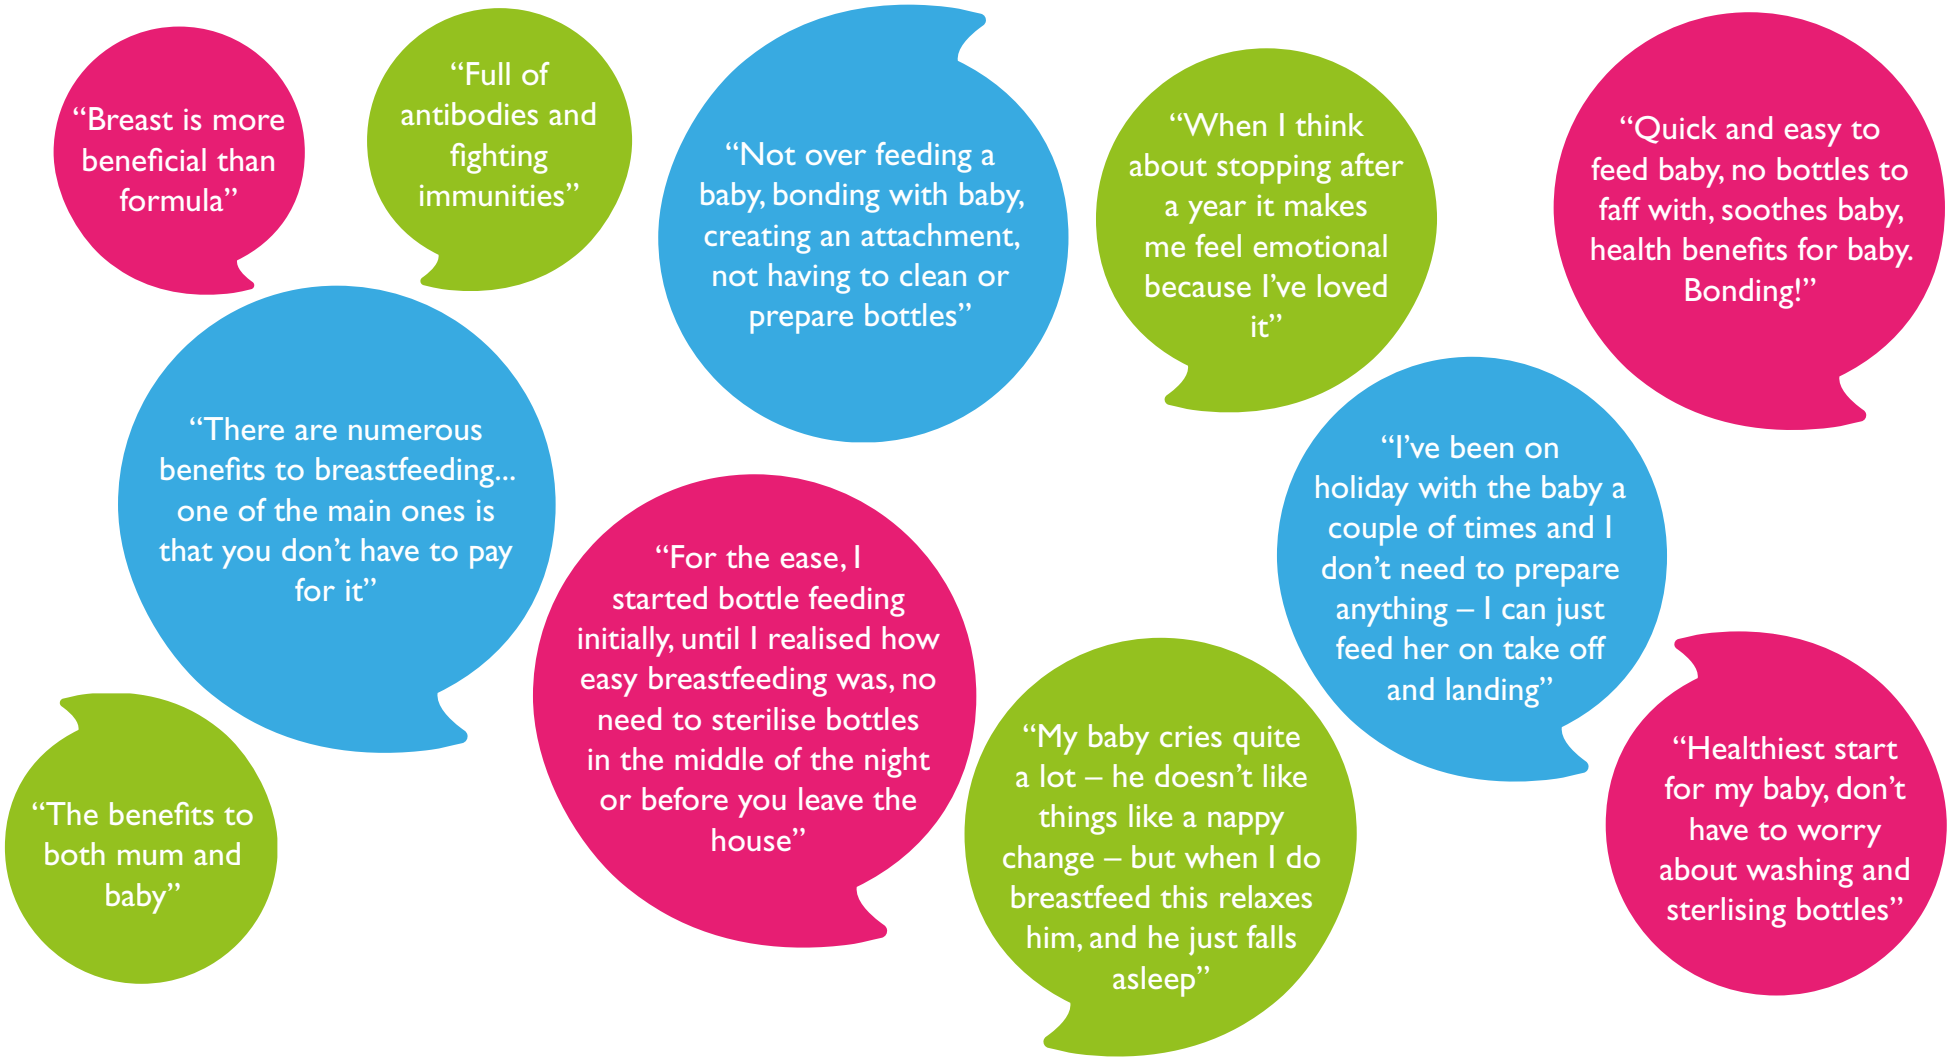 “Breast is more
beneficial than
formula”
“Full of
antibodies and
fighting
immunities”
“Not over feeding a
baby, bonding with baby,
creating an attachment,
not having to clean or
prepare bottles”
“When I think
about stopping after
a year it makes
me feel emotional
because I’ve loved
it”
“Quick and easy to
feed baby, no bottles to
faff with, soothes baby,
health benefits for baby.
Bonding!”
“There are numerous
benefits to breastfeeding...
one of the main ones is
that you don’t have to pay
for it”
“For the ease, I
started bottle feeding
initially, until I realised how
easy breastfeeding was, no
need to sterilise bottles
in the middle of the night
or before you leave the
house”
“I’ve been on
holiday with the baby a
couple of times and I
don’t need to prepare
anything – I can just
feed her on take off
and landing”
“The benefits to
both mum and
baby”
“My baby cries quite
a lot – he doesn’t like
things like a nappy
change – but when I do
breastfeed this relaxes
him, and he just falls
asleep”
“Healthiest start
for my baby, don’t
have to worry
about washing and
sterlising bottles”